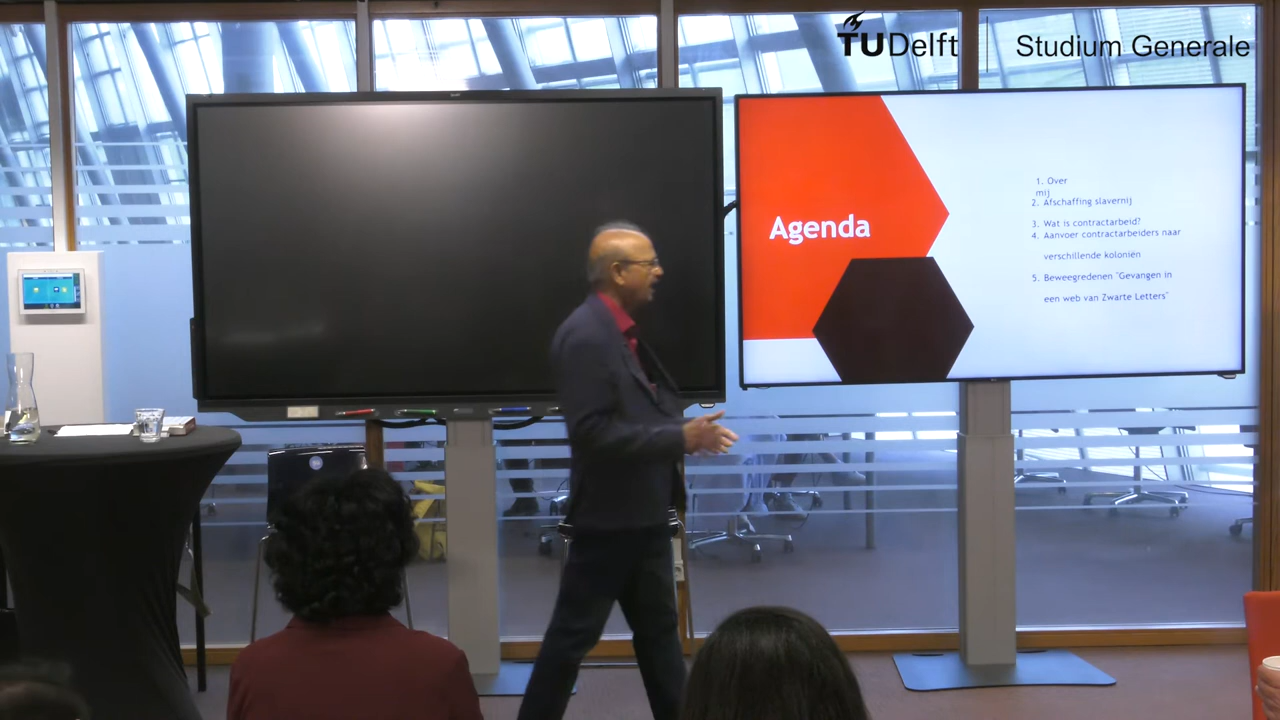 TUDelft
Studium Generale
Agenda
1. Over
mij
2. Afschaffing slavernij
3. Wat is contractarbeid?
4. Aanvoer contractarbeiders naar
verschillende koloniën
5. Beweegredenen "Gevangen in
een web van Zwarte Letters"